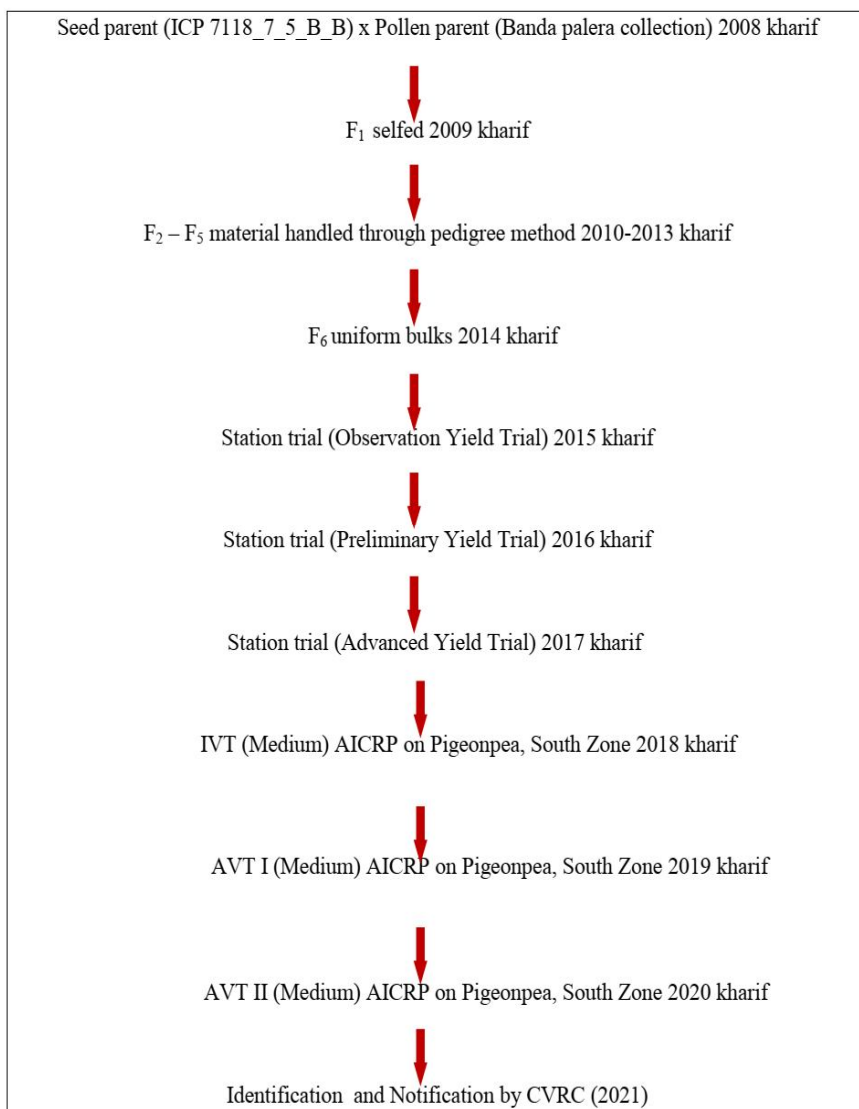 Seed parent (ICP 7118_7_5_B_B) x Pollen parent (Banda palera collection) 2008 kharif
F₁ selfed 2009 kharif
F₂ – F₅ material handled through pedigree method 2010-2013 kharif
F₆ uniform bulks 2014 kharif
Station trial (Observation Yield Trial) 2015 kharif
Station trial (Preliminary Yield Trial) 2016 kharif
Station trial (Advanced Yield Trial) 2017 kharif
IVT (Medium) AICRP on Pigeonpea, South Zone 2018 kharif
AVT I (Medium) AICRP on Pigeonpea, South Zone 2019 kharif
AVT II (Medium) AICRP on Pigeonpea, South Zone 2020 kharif
Identification and Notification by CVRC (2021)